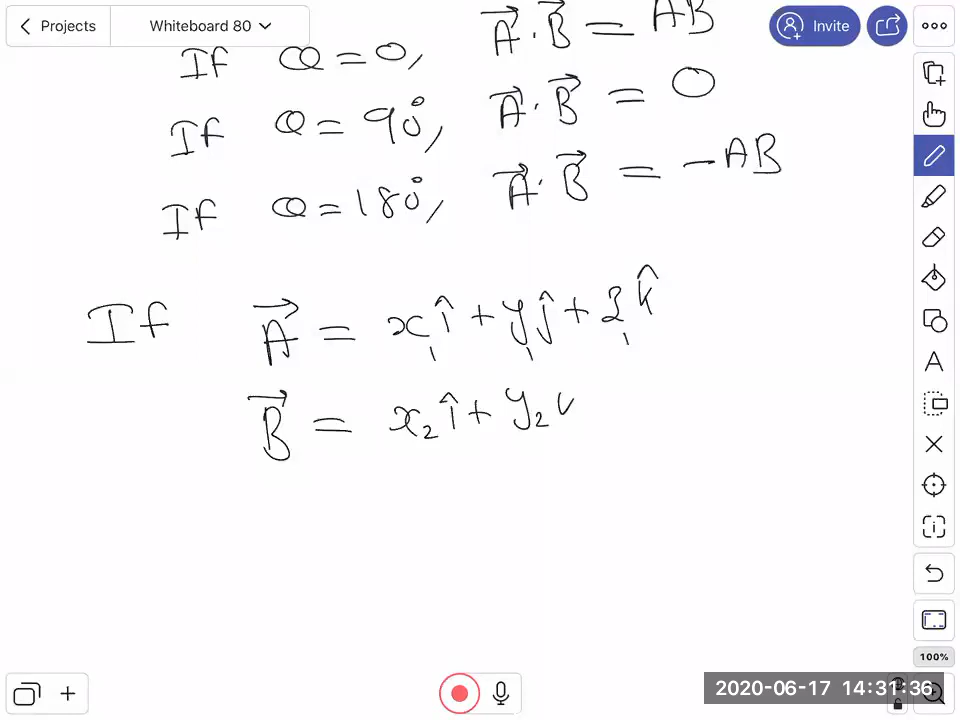 Projects Whiteboard 80 Invite
If θ = 0, A⃗ · B⃗ = AB
If θ = 90°, A⃗ · B⃗ = 0
If θ = 180°, A⃗ · B⃗ = -AB
If A⃗ = x₁î + y₁ĵ + z₁k̂
B⃗ = x₂î + y₂
100%
2020-06-17 14:31:36